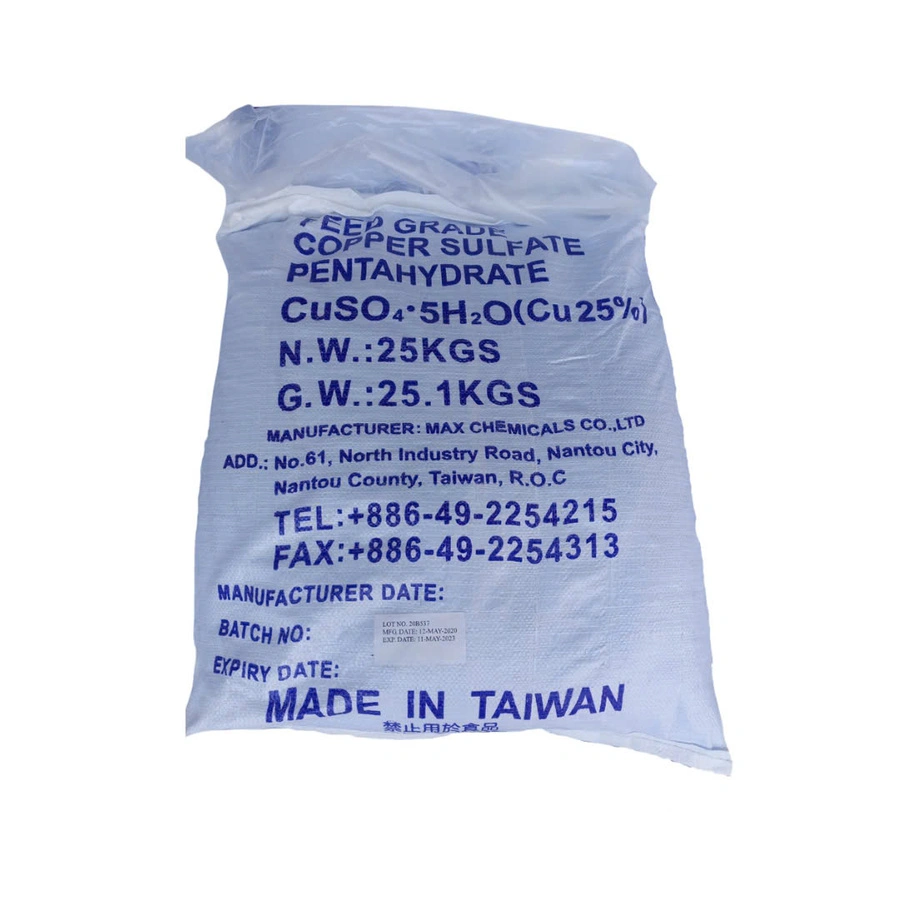 FEED GRADE
COPPER SULFATE
PENTAHYDRATE
CuSO₄·5H₂O(Cu25%)
N.W.:25KGS
G.W.:25.1KGS
MANUFACTURER: MAX CHEMICALS CO.,LTD
ADD.: No.61, North Industry Road, Nantou City,
Nantou County, Taiwan, R.O.C
TEL:+886-49-2254215
FAX:+886-49-2254313
MANUFACTURER DATE:
BATCH NO:
LOT NO. 20B337
MFG. DATE: 12-MAY-2020
EXP. DATE: 11-MAY-2023
EXPIRY DATE:
MADE IN TAIWAN
禁止用於食品